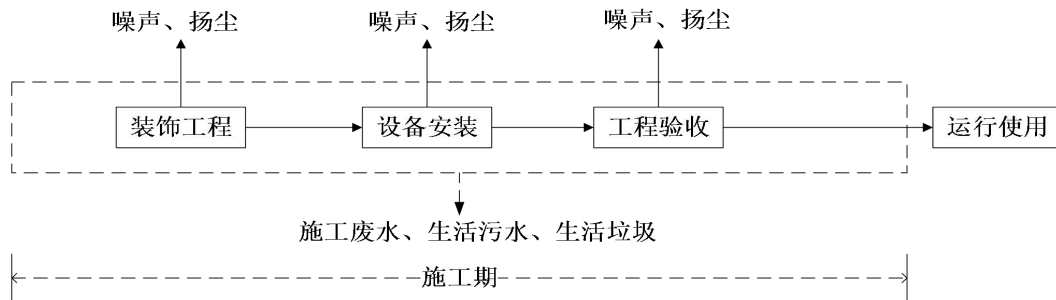 噪声、扬尘 噪声、扬尘 噪声、扬尘
装饰工程 设备安装 工程验收 运行使用
施工废水、生活污水、生活垃圾
施工期